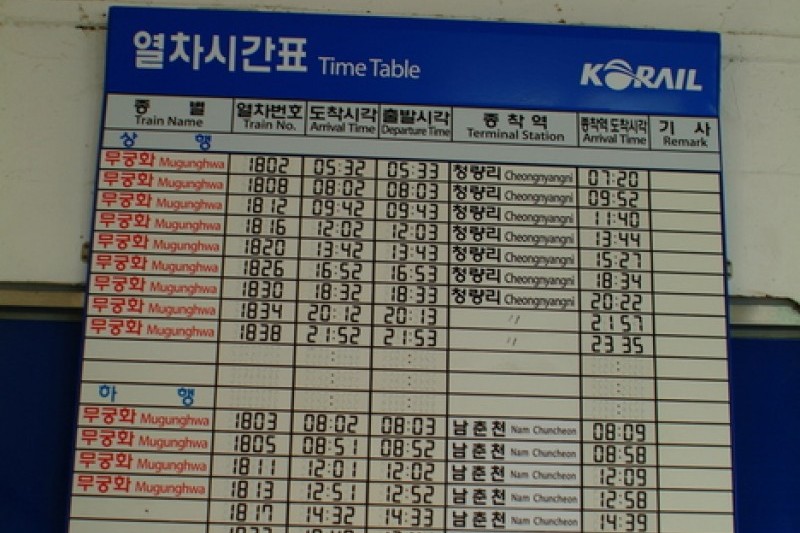 열차시간표 Time Table KORAIL
종 별 열차번호 도착시각 출발시각 종착역 종착역 도착시각 기 사
Train Name Train No. Arrival Time Departure Time Terminal Station Arrival Time Remark
상 행
무궁화 Mugunghwa 1802 05:32 05:33 청량리 Cheongnyangni 07:20
무궁화 Mugunghwa 1808 08:02 08:03 청량리 Cheongnyangni 09:52
무궁화 Mugunghwa 1812 09:42 09:43 청량리 Cheongnyangni 11:40
무궁화 Mugunghwa 1816 12:02 12:03 청량리 Cheongnyangni 13:44
무궁화 Mugunghwa 1820 13:42 13:43 청량리 Cheongnyangni 15:27
무궁화 Mugunghwa 1826 16:52 16:53 청량리 Cheongnyangni 18:34
무궁화 Mugunghwa 1830 18:32 18:33 청량리 Cheongnyangni 20:22
무궁화 Mugunghwa 1834 20:12 20:13 〃 21 57
무궁화 Mugunghwa 1838 21:52 21:53 〃 23 35
하 행
무궁화 Mugunghwa 1803 08:02 08:03 남춘천 Nam Chuncheon 08:09
무궁화 Mugunghwa 1805 08:51 08:52 남춘천 Nam Chuncheon 08:58
무궁화 Mugunghwa 1811 12:01 12:02 남춘천 Nam Chuncheon 12:09
무궁화 Mugunghwa 1813 12:51 12:52 남춘천 Nam Chuncheon 12:58
1817 14:32 14:33 남춘천 Nam Chuncheon 14:39